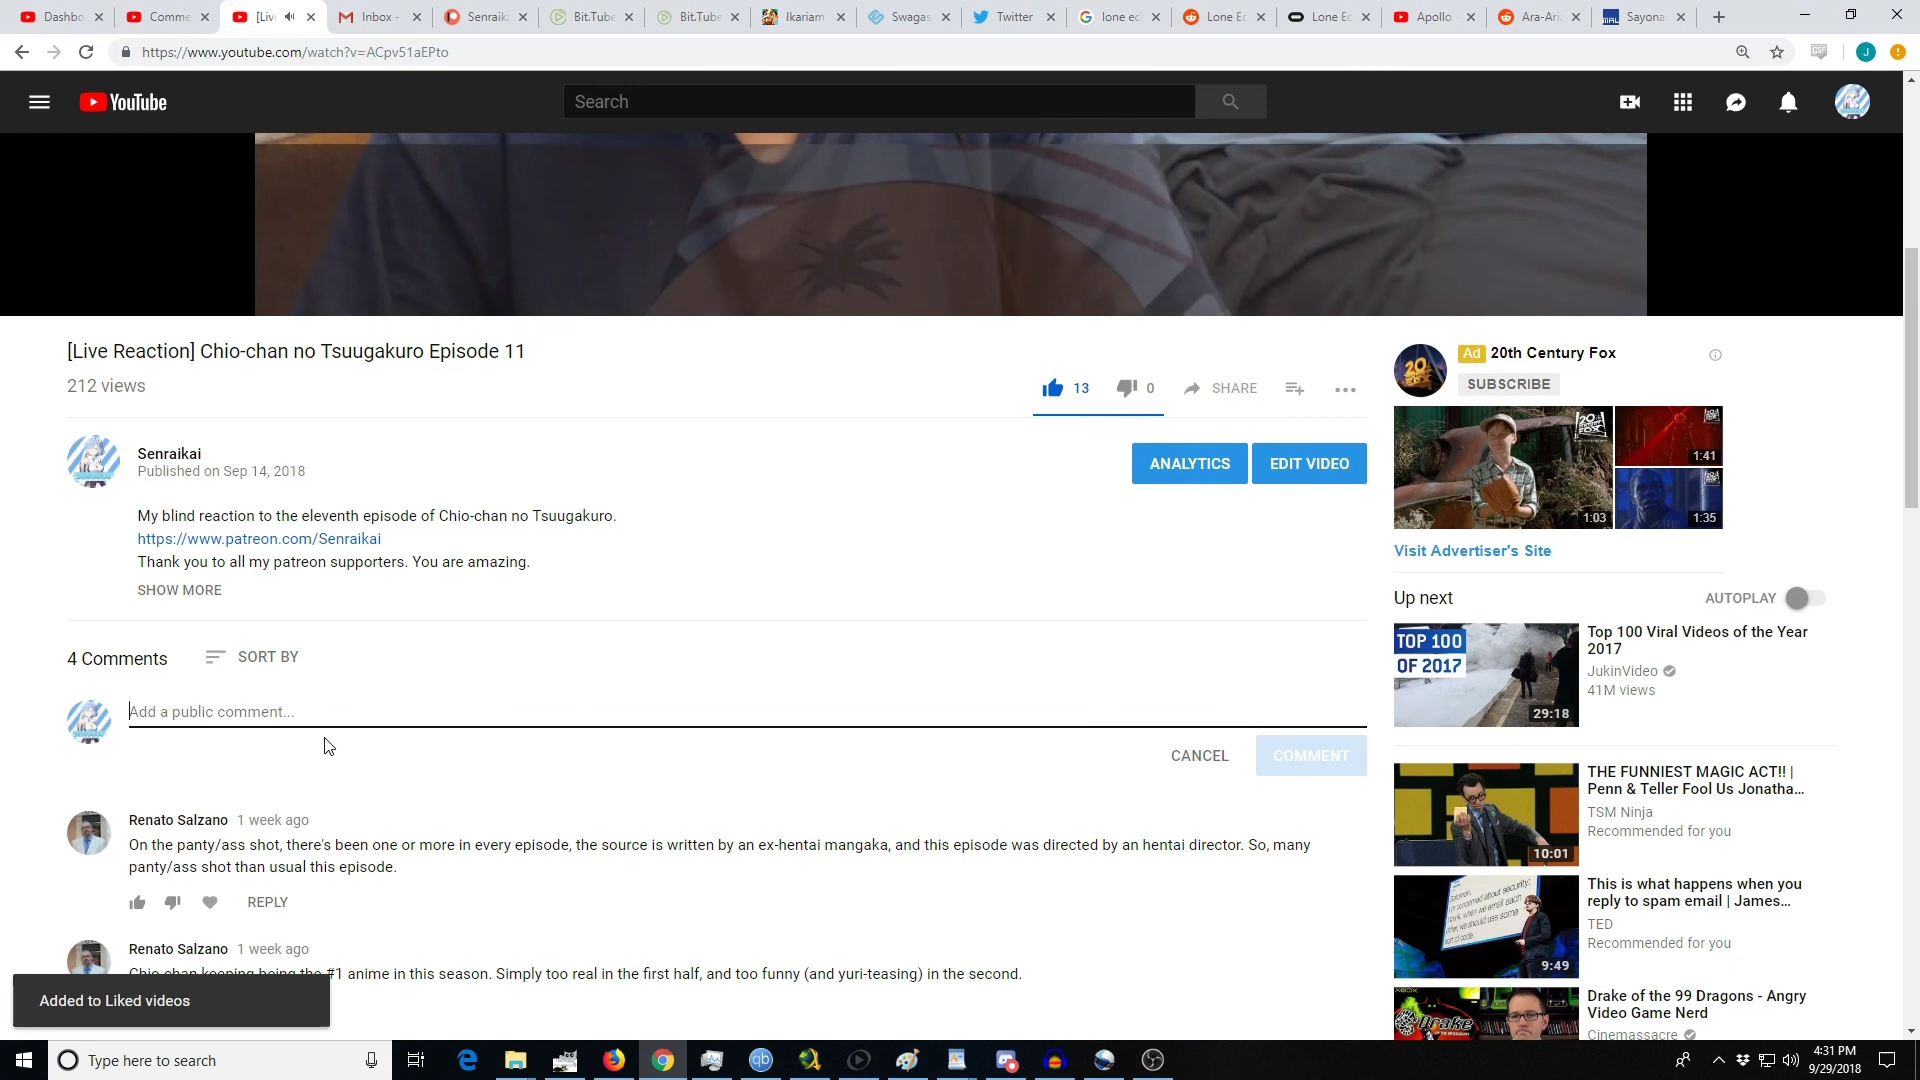 Dashbo
Comme
[Liv
Inbox -
Senraik
Bit.Tube
Bit.Tube
Ikariam
Swagas
Twitter
lone ec
Lone Ec
Lone Ec
Apollo
Ara-Ari
Sayona
https://www.youtube.com/watch?v=ACpv51aEPto
J
YouTube
Search
[Live Reaction] Chio-chan no Tsuugakuro Episode 11
212 views
13
0
SHARE
Senraikai
Published on Sep 14, 2018
ANALYTICS
EDIT VIDEO
My blind reaction to the eleventh episode of Chio-chan no Tsuugakuro.
https://www.patreon.com/Senraikai
Thank you to all my patreon supporters. You are amazing.
SHOW MORE
4 Comments
SORT BY
Add a public comment...
CANCEL
COMMENT
Renato Salzano 1 week ago
On the panty/ass shot, there's been one or more in every episode, the source is written by an ex-hentai mangaka, and this episode was directed by an hentai director. So, many
panty/ass shot than usual this episode.
REPLY
Renato Salzano 1 week ago
Chio-chan keeping being the #1 anime in this season. Simply too real in the first half, and too funny (and yuri-teasing) in the second.
Added to Liked videos
Ad 20th Century Fox
SUBSCRIBE
1:03
1:41
1:35
Visit Advertiser's Site
Up next
AUTOPLAY
TOP 100
OF 2017
29:18
Top 100 Viral Videos of the Year
2017
JukinVideo
41M views
10:01
THE FUNNIEST MAGIC ACT!! |
Penn & Teller Fool Us Jonatha...
TSM Ninja
Recommended for you
9:49
This is what happens when you
reply to spam email | James...
TED
Recommended for you
Drake of the 99 Dragons - Angry
Video Game Nerd
Cinemassacre
Type here to search
4:31 PM
9/29/2018